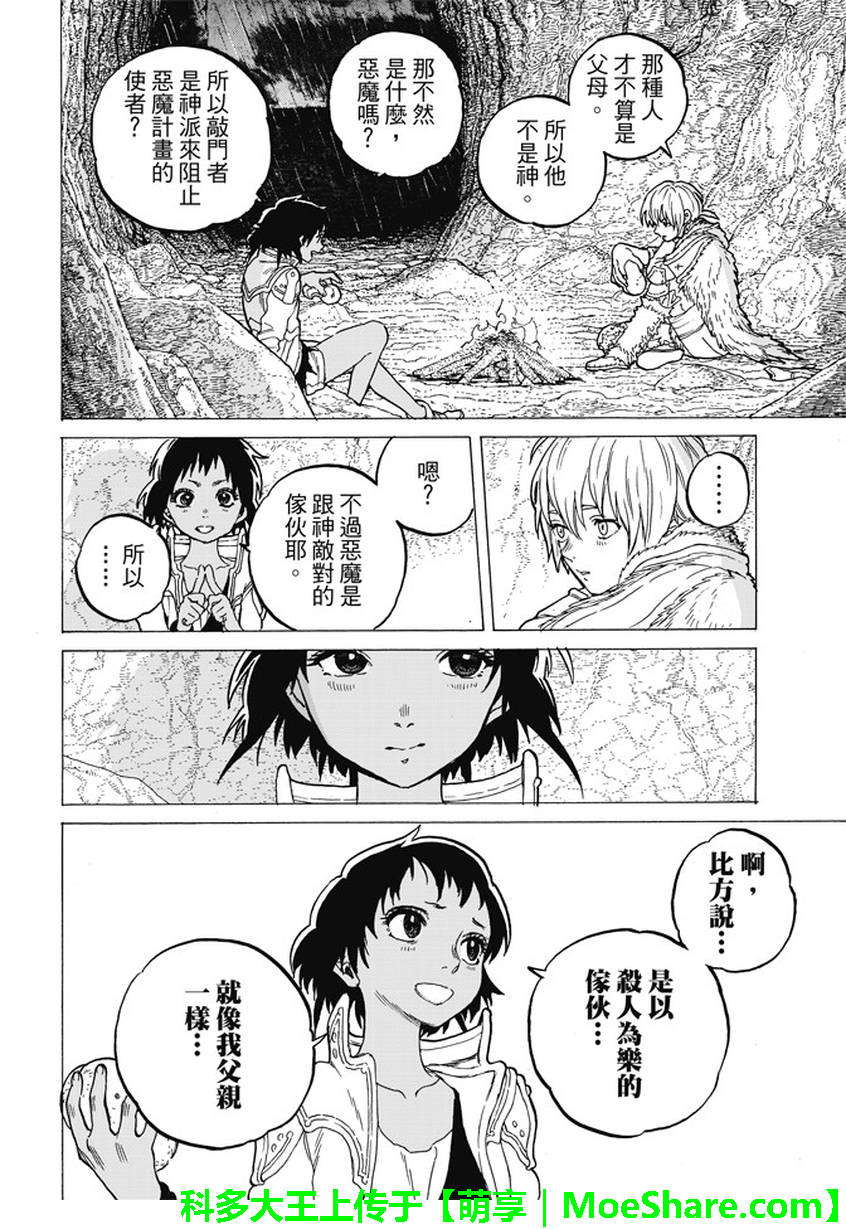 那種人
才不算是
父母。
所以他
不是神。
那不然
是什麼，
惡魔嗎？
所以敲門者
是神派來阻止
惡魔計畫的
使者？
……
嗯？
不過惡魔是
跟神敵對的
傢伙耶。
所以
……
啊，
比方說…
是以
殺人為樂的
傢伙…
就像我父親
一樣…
科多大王上传于【萌享｜MoeShare.com】